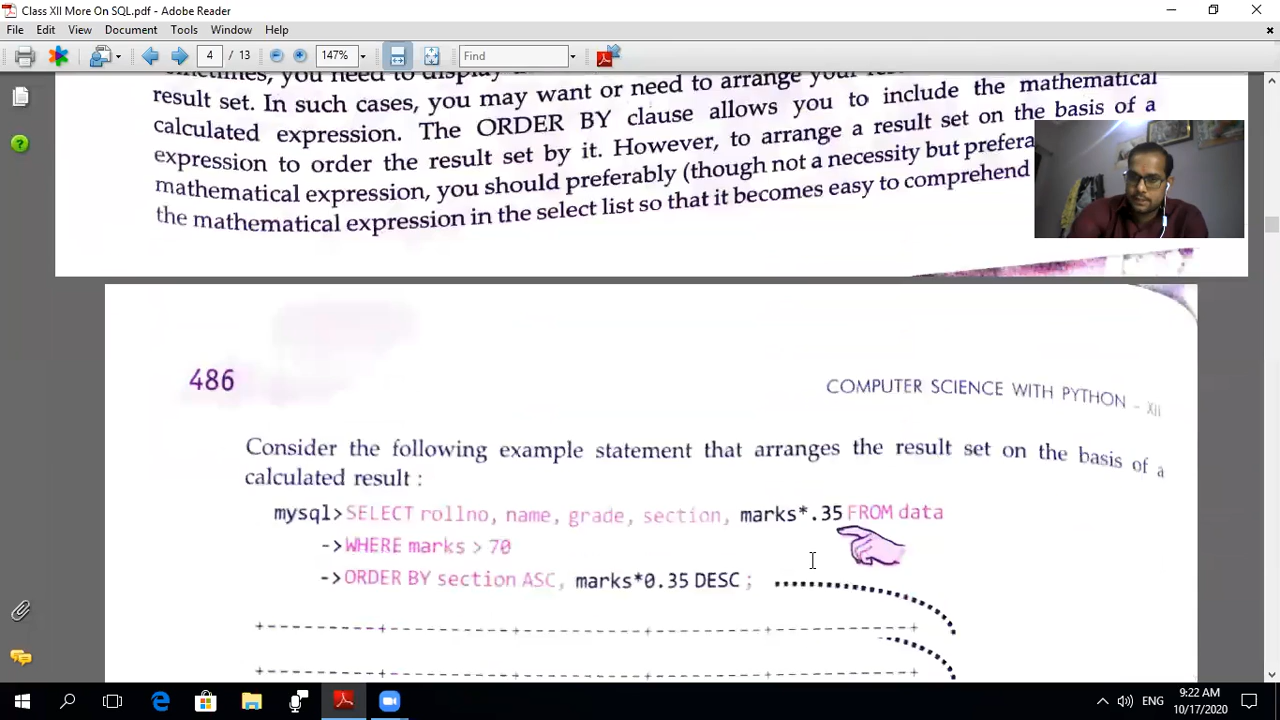 Class XII More On SQL.pdf - Adobe Reader
File Edit View Document Tools Window Help
4 / 13 147% Find
you need to display
result set. In such cases, you may want or need to arrange your
calculated expression. The ORDER BY clause allows you to include the mathematical
expression to order the result set by it. However, to arrange a result set on the basis of a
mathematical expression, you should preferably (though not a necessity but prefera
the mathematical expression in the select list so that it becomes easy to comprehend
486
COMPUTER SCIENCE WITH PYTHON – XII
Consider the following example statement that arranges the result set on the basis of a
calculated result :
mysql>SELECT rollno, name, grade, section, marks*.35 FROM data
->WHERE marks > 70
->ORDER BY section ASC, marks*0.35 DESC ;
ENG
9:22 AM
10/17/2020